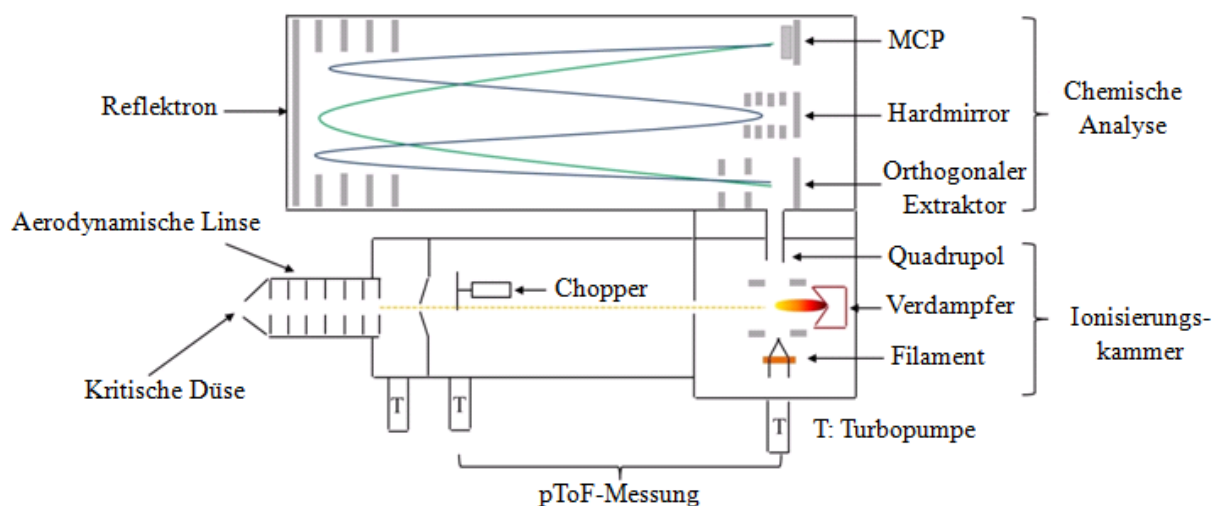 MCP
Reflektron
Hardmirror
Chemische
Analyse
Orthogonaler
Extraktor
Aerodynamische Linse
Quadrupol
Chopper
Verdampfer
Ionisierungs-
kammer
Filament
Kritische Düse
T
T
T
T: Turbopumpe
pToF-Messung